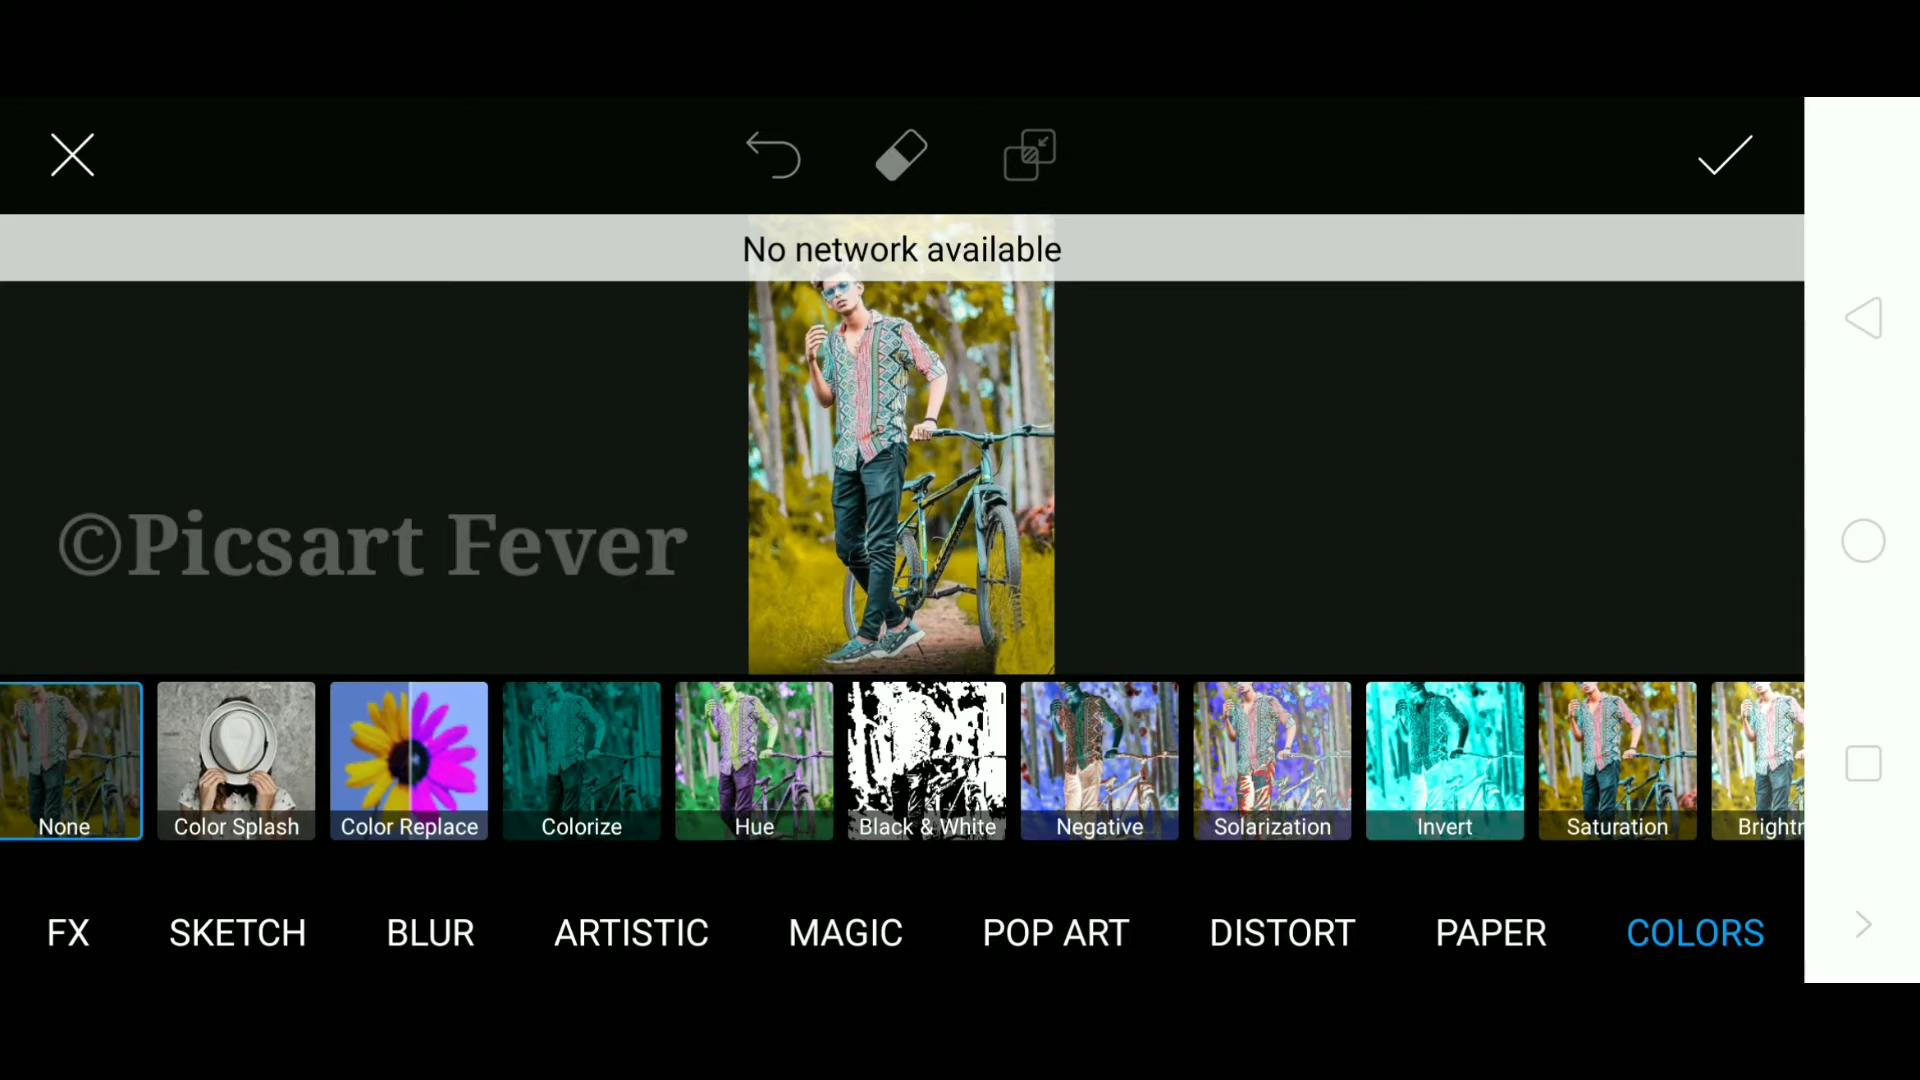 No network available
©Picsart Fever
None
Color Splash
Color Replace
Colorize
Hue
Black & White
Negative
Solarization
Invert
Saturation
Brightn
FX
SKETCH
BLUR
ARTISTIC
MAGIC
POP ART
DISTORT
PAPER
COLORS